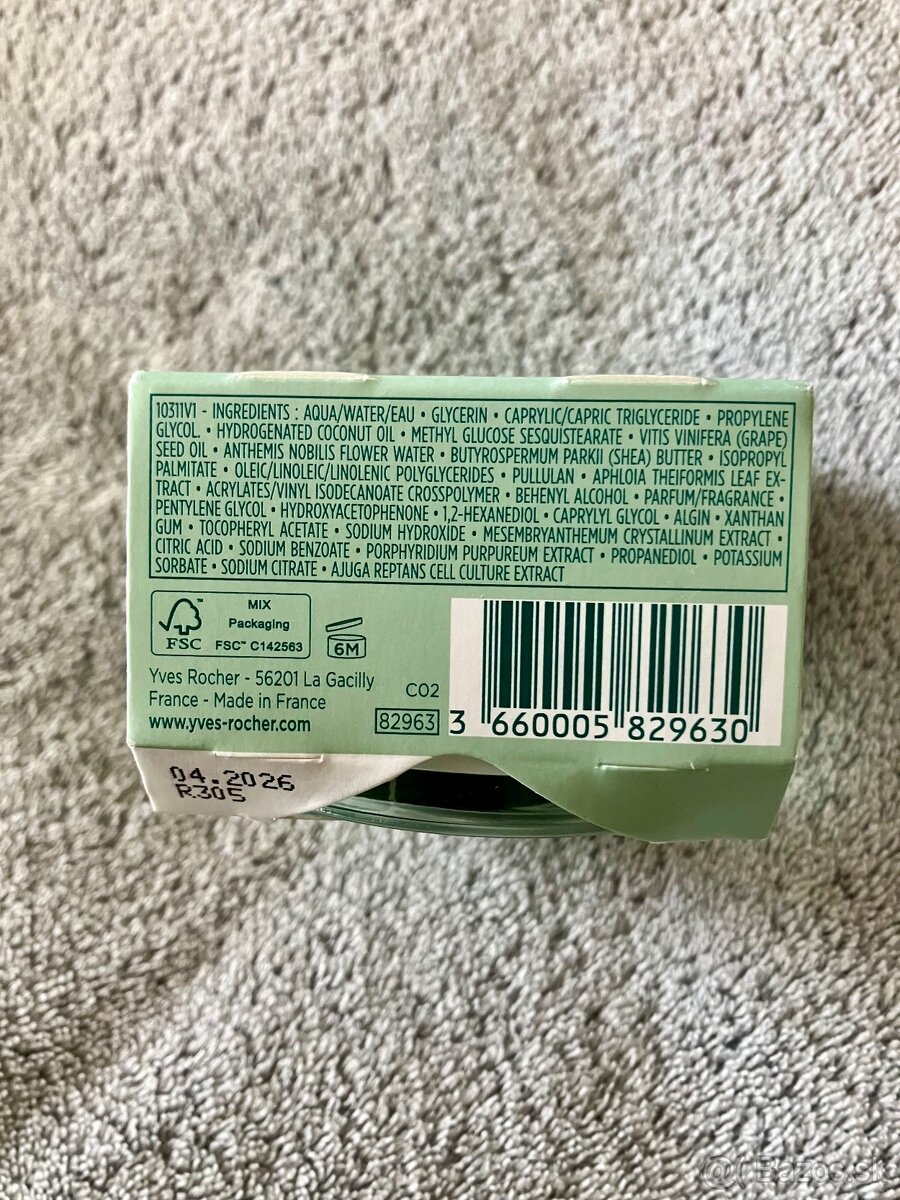 10311V1 - INGREDIENTS : AQUA/WATER/EAU • GLYCERIN • CAPRYLIC/CAPRIC TRIGLYCERIDE • PROPYLENE
GLYCOL • HYDROGENATED COCONUT OIL • METHYL GLUCOSE SESQUISTEARATE • VITIS VINIFERA (GRAPE)
SEED OIL • ANTHEMIS NOBILIS FLOWER WATER • BUTYROSPERMUM PARKII (SHEA) BUTTER • ISOPROPYL
PALMITATE • OLEIC/LINOLEIC/LINOLENIC POLYGLYCERIDES • PULLULAN • APHLOIA THEIFORMIS LEAF EX-
TRACT • ACRYLATES/VINYL ISODECANOATE CROSSPOLYMER • BEHENYL ALCOHOL • PARFUM/FRAGRANCE •
PENTYLENE GLYCOL • HYDROXYACETOPHENONE • 1,2-HEXANEDIOL • CAPRYLYL GLYCOL • ALGIN • XANTHAN
GUM • TOCOPHERYL ACETATE • SODIUM HYDROXIDE • MESEMBRYANTHEMUM CRYSTALLINUM EXTRACT •
CITRIC ACID • SODIUM BENZOATE • PORPHYRIDIUM PURPUREUM EXTRACT • PROPANEDIOL • POTASSIUM
SORBATE • SODIUM CITRATE • AJUGA REPTANS CELL CULTURE EXTRACT
FSC
MIX
Packaging
FSC™ C142563
6M
Yves Rocher - 56201 La Gacilly
France - Made in France
www.yves-rocher.com
C02
82963
3 660005 829630
04.2026
R305
@( Bazos.sk